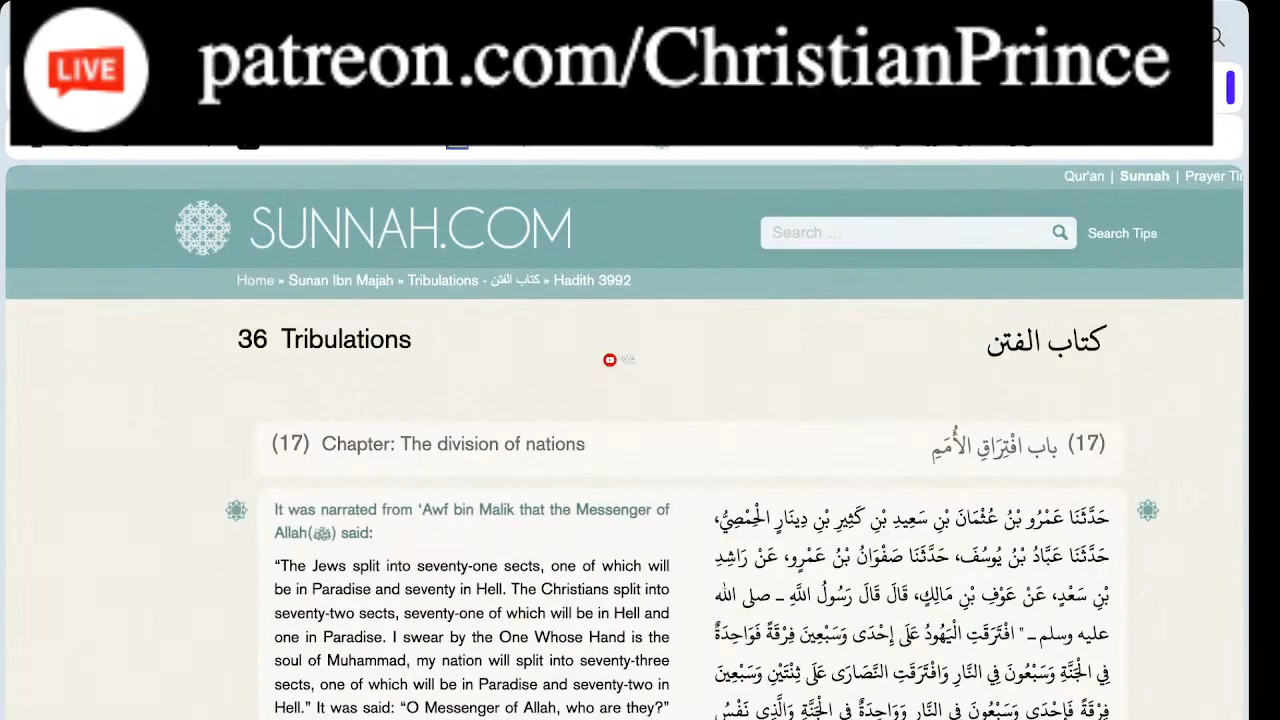 LIVE
patreon.com/ChristianPrince
Qur'an | Sunnah | Prayer
SUNNAH.COM
Search ...
Search Tips
Home » Sunan Ibn Majah » Tribulations - كتاب الفتن » Hadith 3992
36 Tribulations
كتاب الفتن
(17) Chapter: The division of nations
(17) باب افْتِرَاقِ الأُمَمِ
It was narrated from ‘Awf bin Malik that the Messenger of
Allah(ﷺ) said:
“The Jews split into seventy-one sects, one of which will
be in Paradise and seventy in Hell. The Christians split into
seventy-two sects, seventy-one of which will be in Hell and
one in Paradise. I swear by the One Whose Hand is the
soul of Muhammad, my nation will split into seventy-three
sects, one of which will be in Paradise and seventy-two in
Hell.” It was said: “O Messenger of Allah, who are they?”
حَدَّثَنَا عَمْرُو بْنُ عُثْمَانَ بْنِ سَعِيدِ بْنِ كَثِيرِ بْنِ دِينَارٍ الْحِمْصِيُّ،
حَدَّثَنَا عَبَّادُ بْنُ يُوسُفَ، حَدَّثَنَا صَفْوَانُ بْنُ عَمْرٍو، عَنْ رَاشِدِ
بْنِ سَعْدٍ، عَنْ عَوْفِ بْنِ مَالِكٍ، قَالَ قَالَ رَسُولُ اللَّهِ ـ صلى الله
عليه وسلم ـ " افْتَرَقَتِ الْيَهُودُ عَلَى إِحْدَى وَسَبْعِينَ فِرْقَةً فَوَاحِدَةٌ
فِي الْجَنَّةِ وَسَبْعُونَ فِي النَّارِ وَافْتَرَقَتِ النَّصَارَى عَلَى ثِنْتَيْنِ وَسَبْعِينَ
فِرْقَةً فَإِحْدَى وَسَبْعُونَ فِي النَّارِ وَوَاحِدَةٌ فِي الْجَنَّةِ وَالَّذِي نَفْسُ